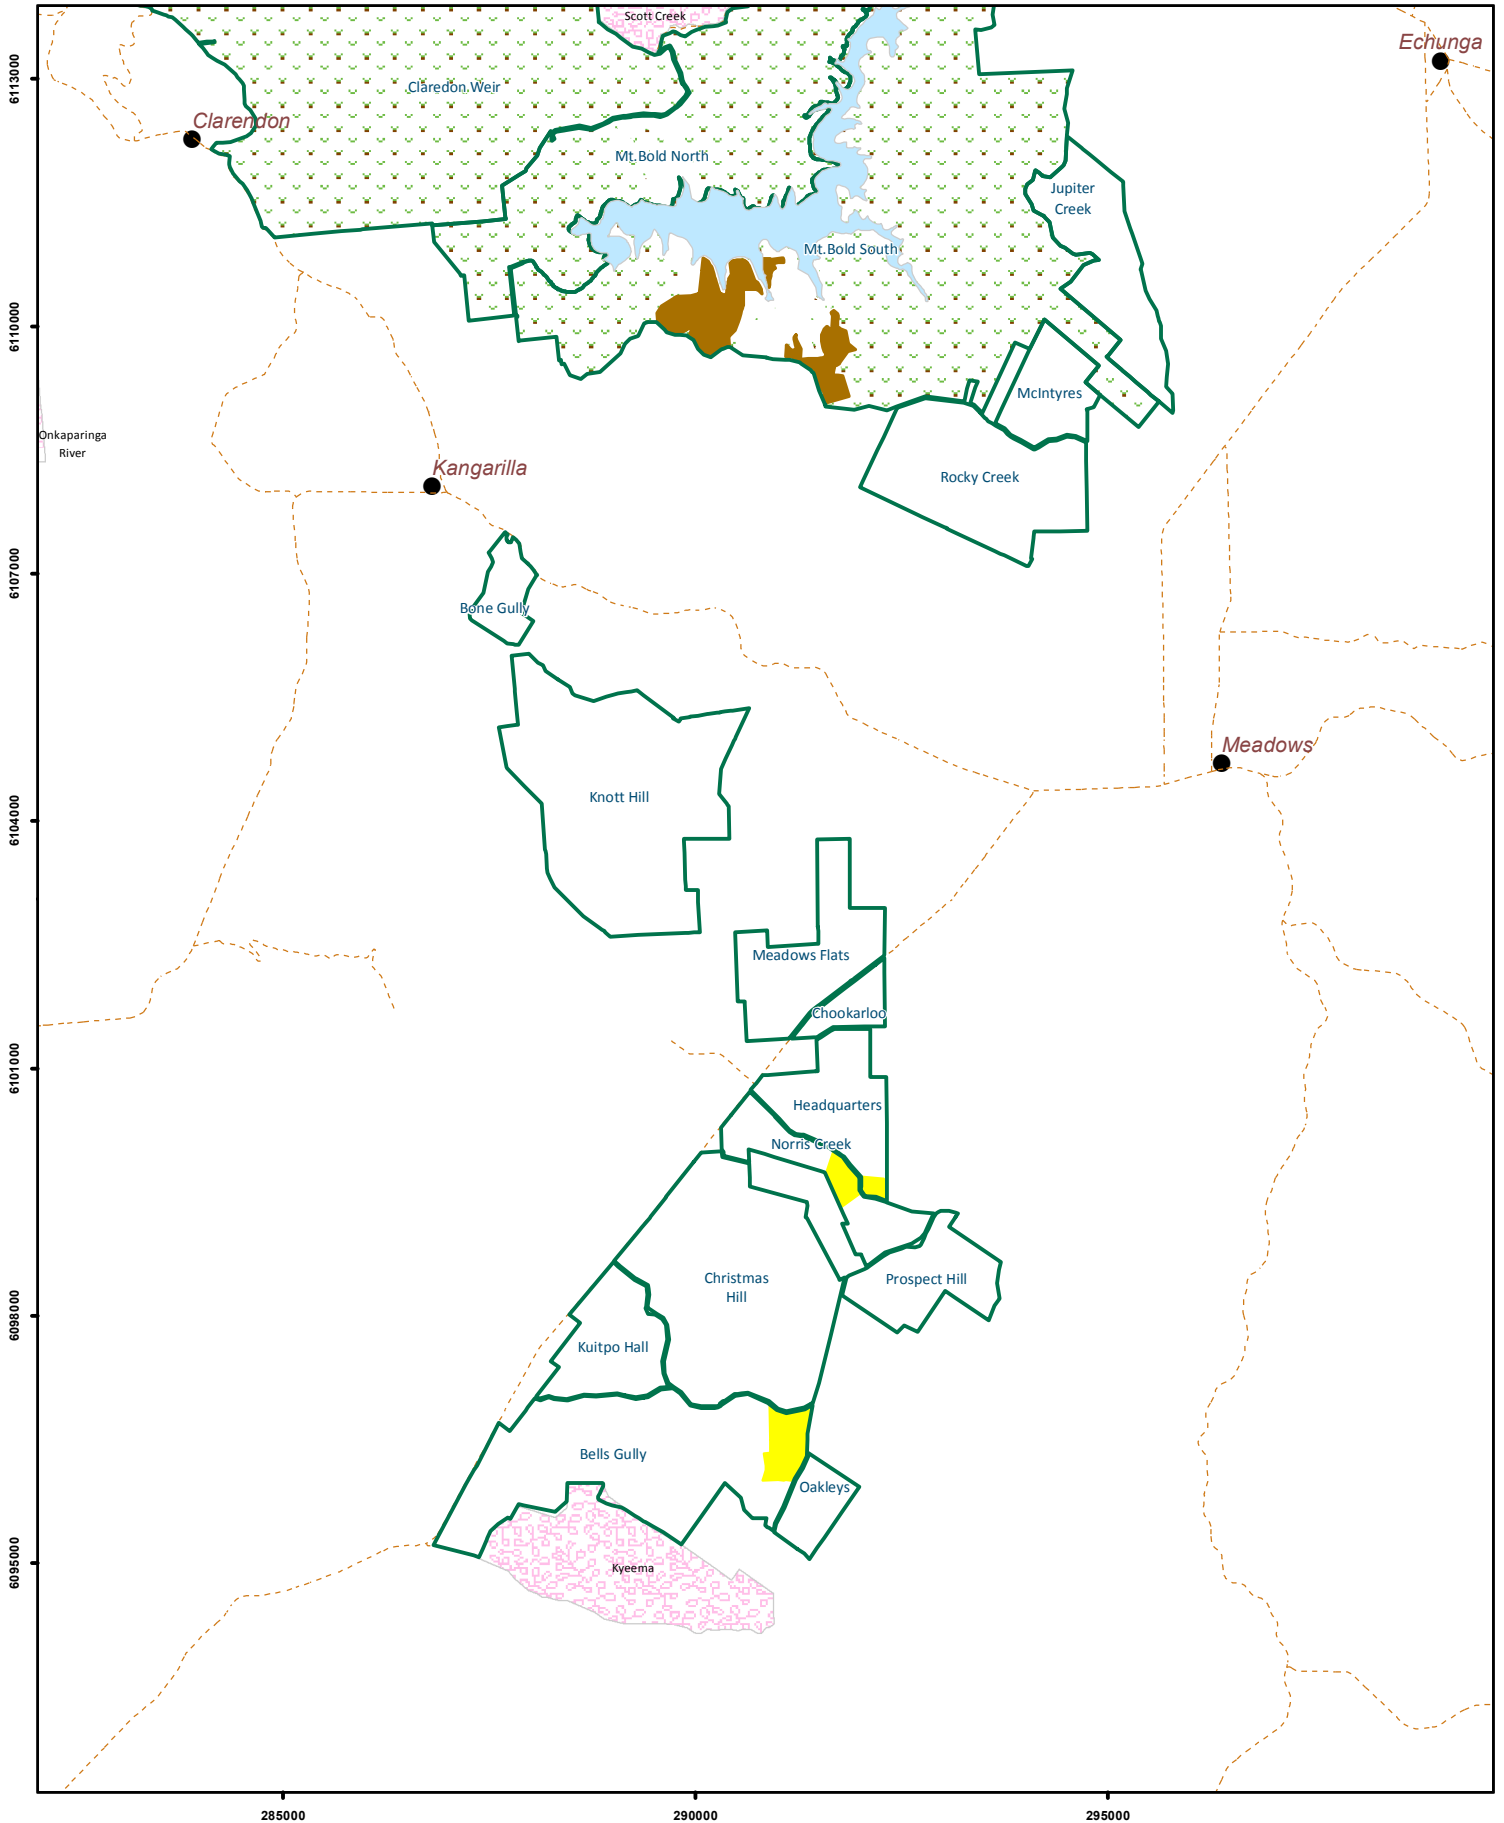 Scott Creek
Echunga
6113000
Claredon Weir
Clarendon
Mt.Bold North
Jupiter
Creek
Mt.Bold South
6110000
McIntyres
Onkaparinga
River
Kangarilla
Rocky Creek
6107000
Bone Gully
Meadows
Knott Hill
6104000
Meadows Flats
Chookarloo
6101000
Headquarters
Norris Creek
Christmas
Hill
Prospect Hill
6098000
Kuitpo Hall
Bells Gully
Oakleys
6095000
Kyeema
285000
290000
295000